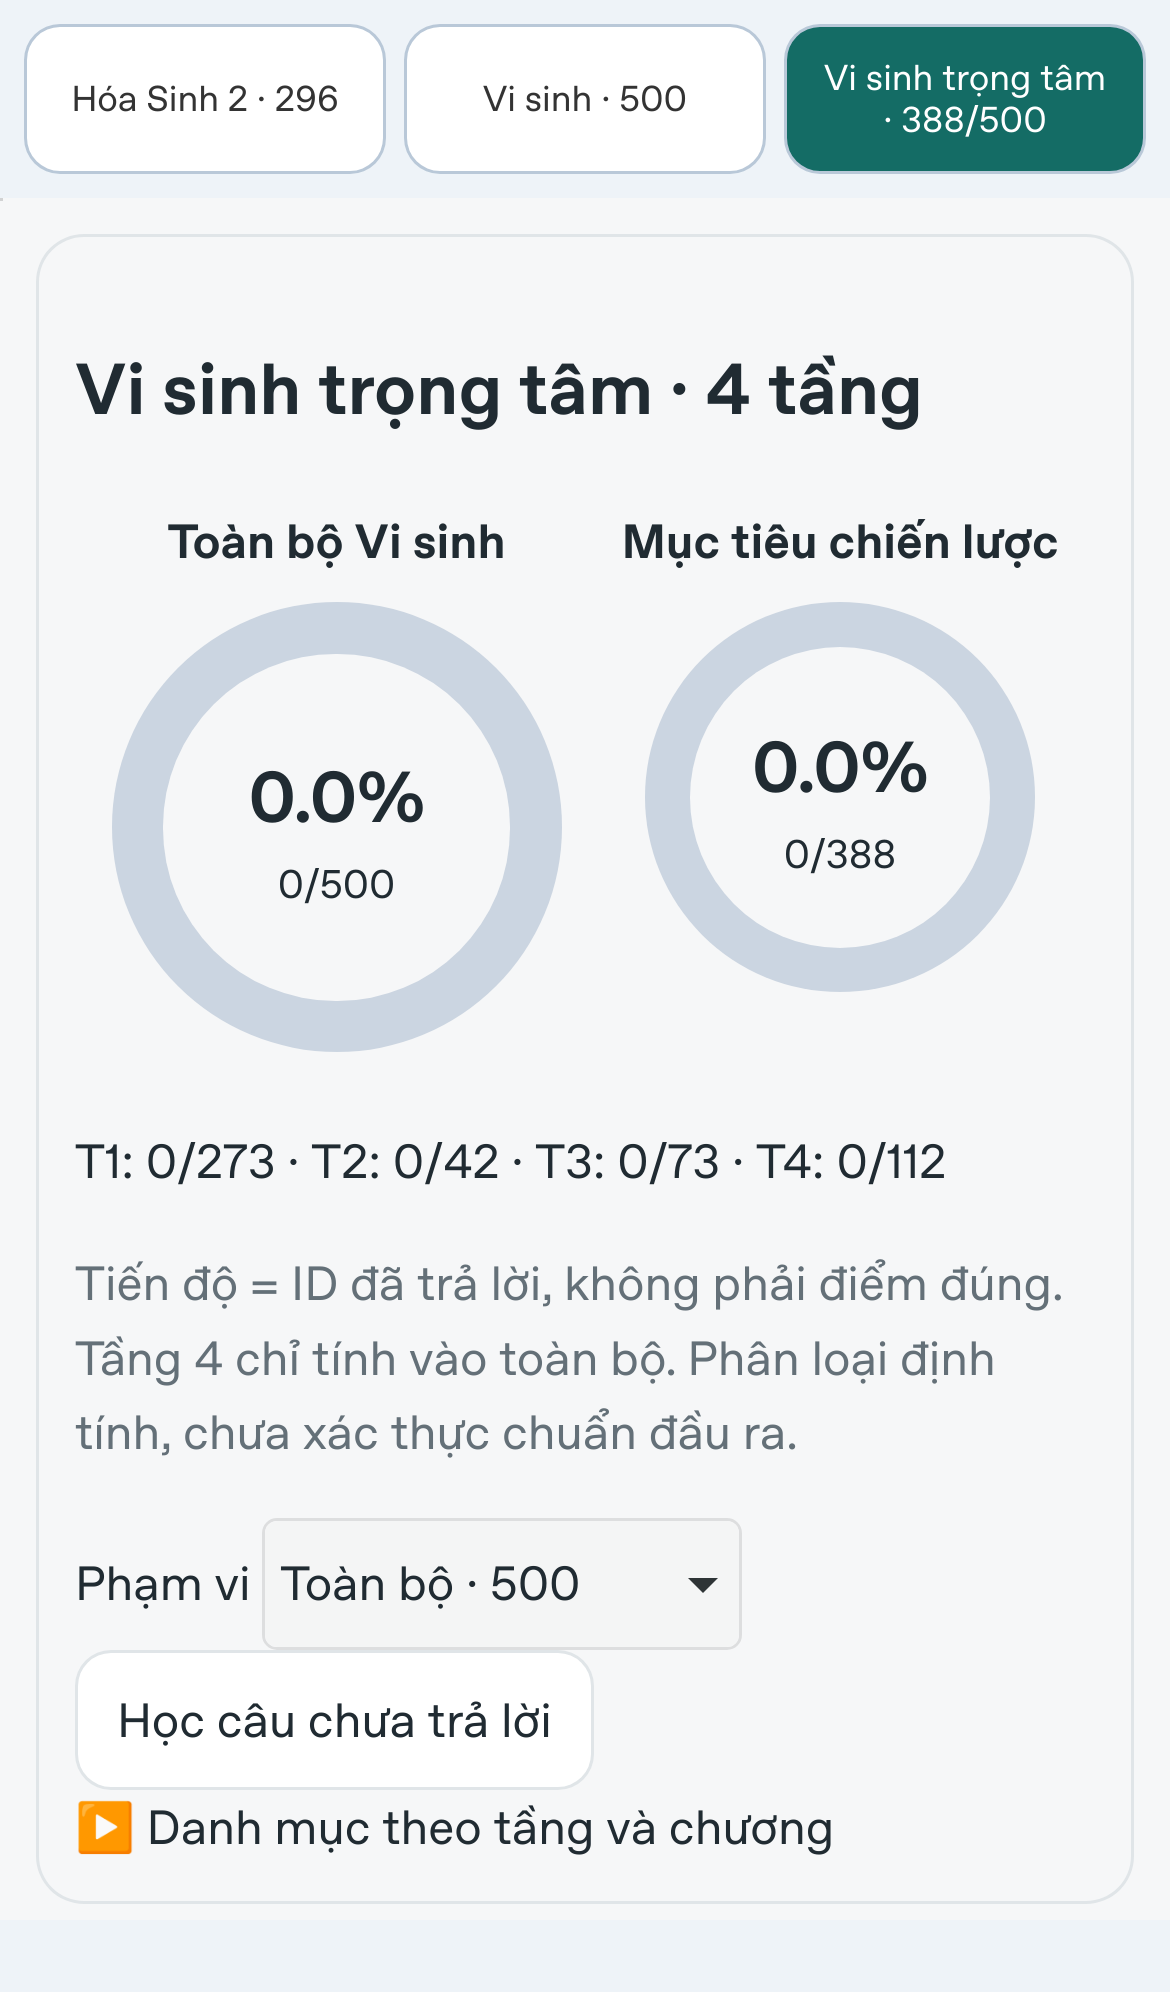 Hóa Sinh 2 · 296
Vi sinh · 500
Vi sinh trọng tâm
· 388/500
Vi sinh trọng tâm · 4 tầng
Toàn bộ Vi sinh
Mục tiêu chiến lược
0.0%
0/500
0.0%
0/388
T1: 0/273 · T2: 0/42 · T3: 0/73 · T4: 0/112
Tiến độ = ID đã trả lời, không phải điểm đúng.
Tầng 4 chỉ tính vào toàn bộ. Phân loại định
tính, chưa xác thực chuẩn đầu ra.
Phạm vi Toàn bộ · 500
Học câu chưa trả lời
Danh mục theo tầng và chương